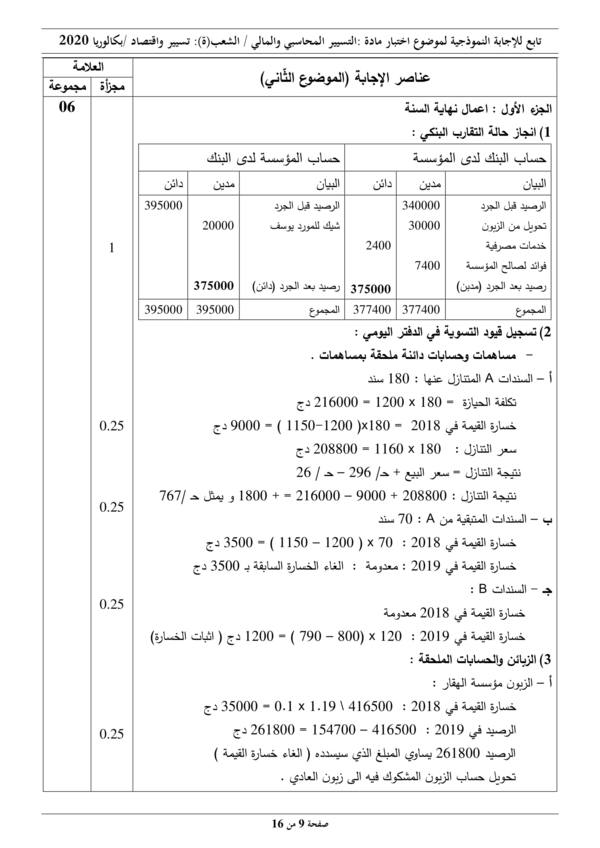 تابع للإجابة النموذجية لموضوع اختبار مادة :التسيير المحاسبي والمالي / الشعب(ة): تسيير واقتصاد /بكالوريا 2020
العلامة
عناصر الإجابة (الموضوع الثّاني)
مجموعة مجزأة
06
الجزء الأول : اعمال نهاية السنة
1) انجاز حالة التقارب البنكي :
حساب البنك لدى المؤسسة حساب المؤسسة لدى البنك
البيان مدين دائن البيان مدين دائن
الرصيد قبل الجرد 340000 الرصيد قبل الجرد 395000
تحويل من الزبون 30000 شيك للمورد يوسف 20000
خدمات مصرفية 2400
فوائد لصالح المؤسسة 7400
رصيد بعد الجرد (مدين) 375000 رصيد بعد الجرد (دائن) 375000
المجموع 377400 377400 المجموع 395000 395000
1
2) تسجيل قيود التسوية في الدفتر اليومي :
– مساهمات وحسابات دائنة ملحقة بمساهمات .
أ – السندات A المتنازل عنها : 180 سند
تكلفة الحيازة = 180 x 1200 = 216000 دج
خسارة القيمة في 2018 = 180x( 1200-1150 ) = 9000 دج
0.25
سعر التنازل : 180 x 1160 = 208800 دج
نتيجة التنازل = سعر البيع + حـ/ 296 – حـ / 26
نتيجة التنازل : 208800 + 9000 – 216000 = + 1800 و يمثل حـ /767
0.25
ب – السندات المتبقية من A : 70 سند
خسارة القيمة في 2018 : 70 x ( 1200 – 1150 ) = 3500 دج
خسارة القيمة في 2019 : معدومة : الغاء الخسارة السابقة بـ 3500 دج
جـ – السندات B :
0.25
خسارة القيمة في 2018 معدومة
خسارة القيمة في 2019 : 120 x (800 – 790 ) = 1200 دج ( اثبات الخسارة)
3) الزبائن والحسابات الملحقة :
أ – الزبون مؤسسة الهقار :
خسارة القيمة في 2018 : 416500 \ 1.19 x 0.1 = 35000 دج
الرصيد في 2019 : 416500 – 154700 = 261800 دج
0.25
الرصيد 261800 يساوي المبلغ الذي سيسدده ( الغاء خسارة القيمة )
تحويل حساب الزبون المشكوك فيه الى زبون العادي .
صفحة 9 من 16